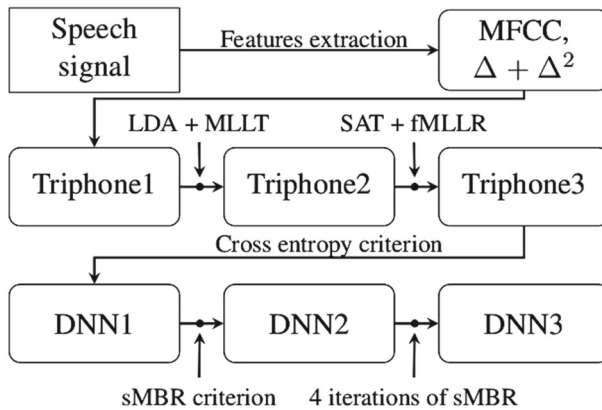 Speech
signal
Features extraction
MFCC,
Δ + Δ²
LDA + MLLT
SAT + fMLLR
Triphone1
Triphone2
Triphone3
Cross entropy criterion
DNN1
DNN2
DNN3
sMBR criterion
4 iterations of sMBR